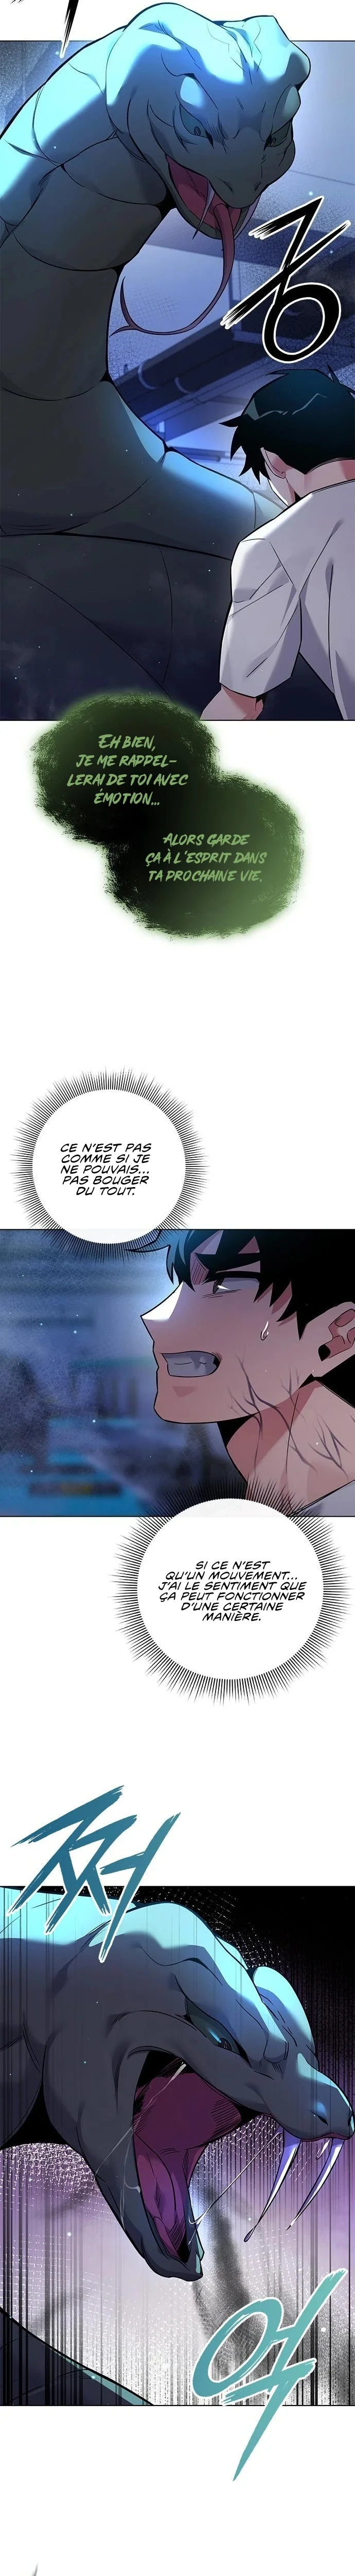 EH BIEN,
JE ME RAPPEL-
LERAI DE TOI AVEC
ÉMOTION...
ALORS GARDE
ÇA À L'ESPRIT DANS
TA PROCHAINE VIE.
CE N'EST PAS
COMME SI JE
NE POUVAIS...
PAS BOUGER
DU TOUT.
SI CE N'EST
QU'UN MOUVEMENT...
J'AI LE SENTIMENT QUE
ÇA PEUT FONCTIONNER
D'UNE CERTAINE
MANIÈRE.
쩌
억